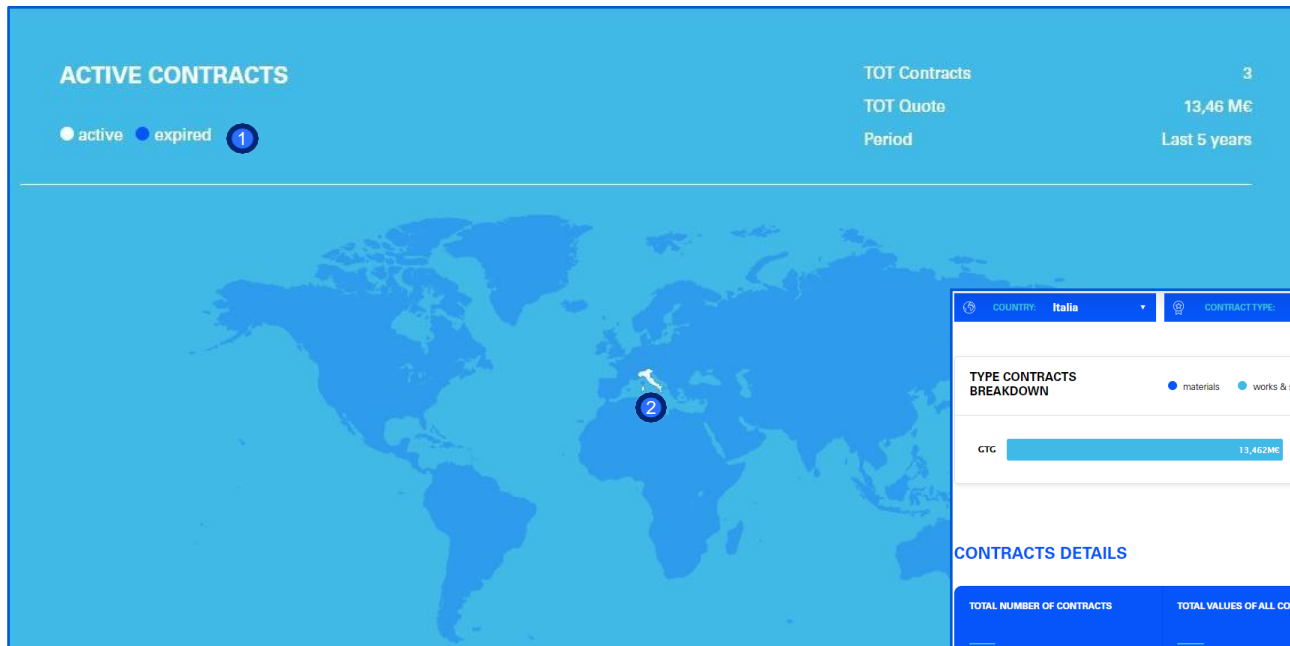 ACTIVE CONTRACTS
active expired 1
TOT Contracts 3
TOT Quote 13,46 M€
Period Last 5 years
2
COUNTRY: Italia
CONTRACT TYPE:
TYPE CONTRACTS
BREAKDOWN
materials works &
GTG 13,462M€
CONTRACTS DETAILS
TOTAL NUMBER OF CONTRACTS
TOTAL VALUES OF ALL CO